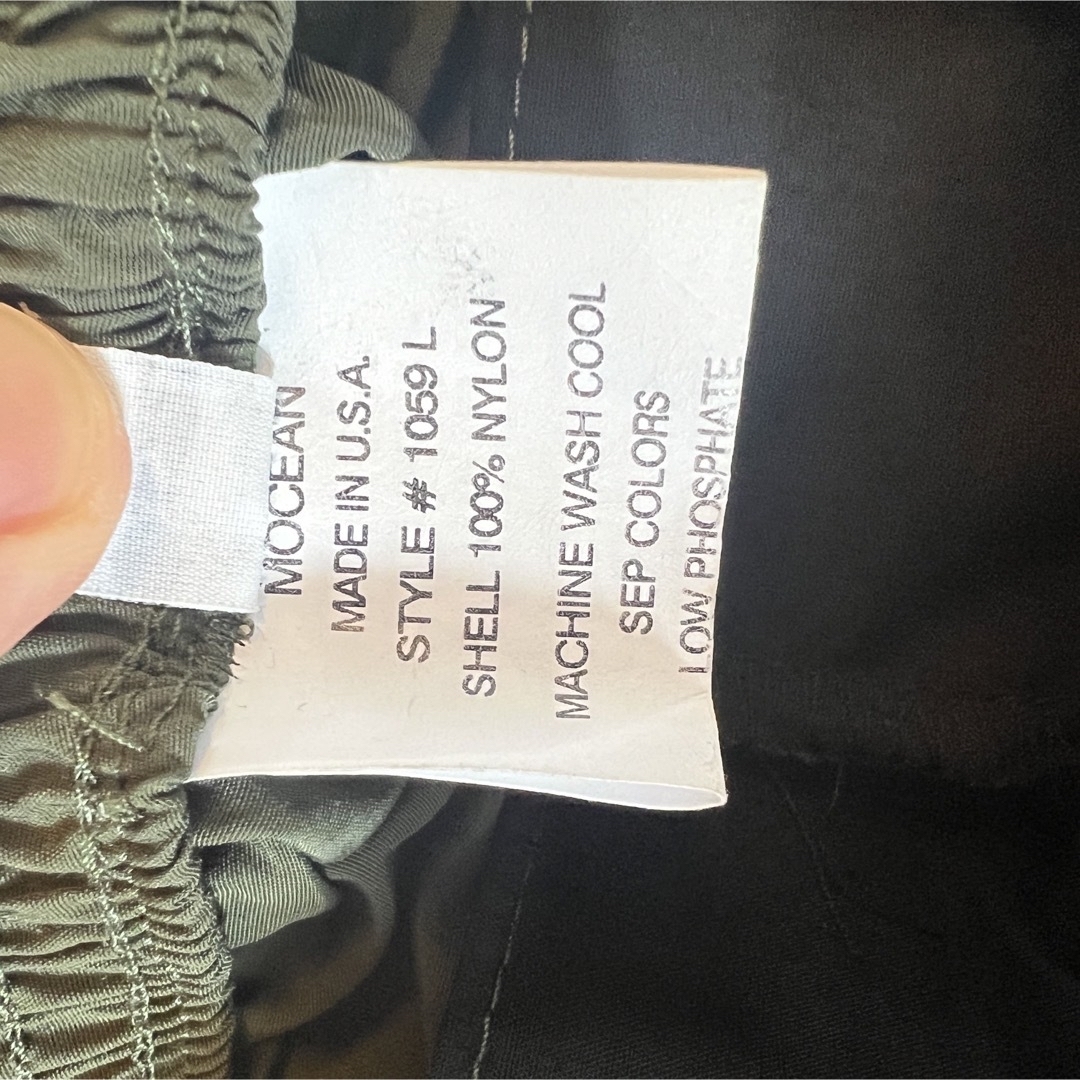 MOCEAN
MADE IN U.S.A.
STYLE # 1059 L
SHELL 100% NYLON
MACHINE WASH COOL
SEP COLORS
LOW PHOSPHATE